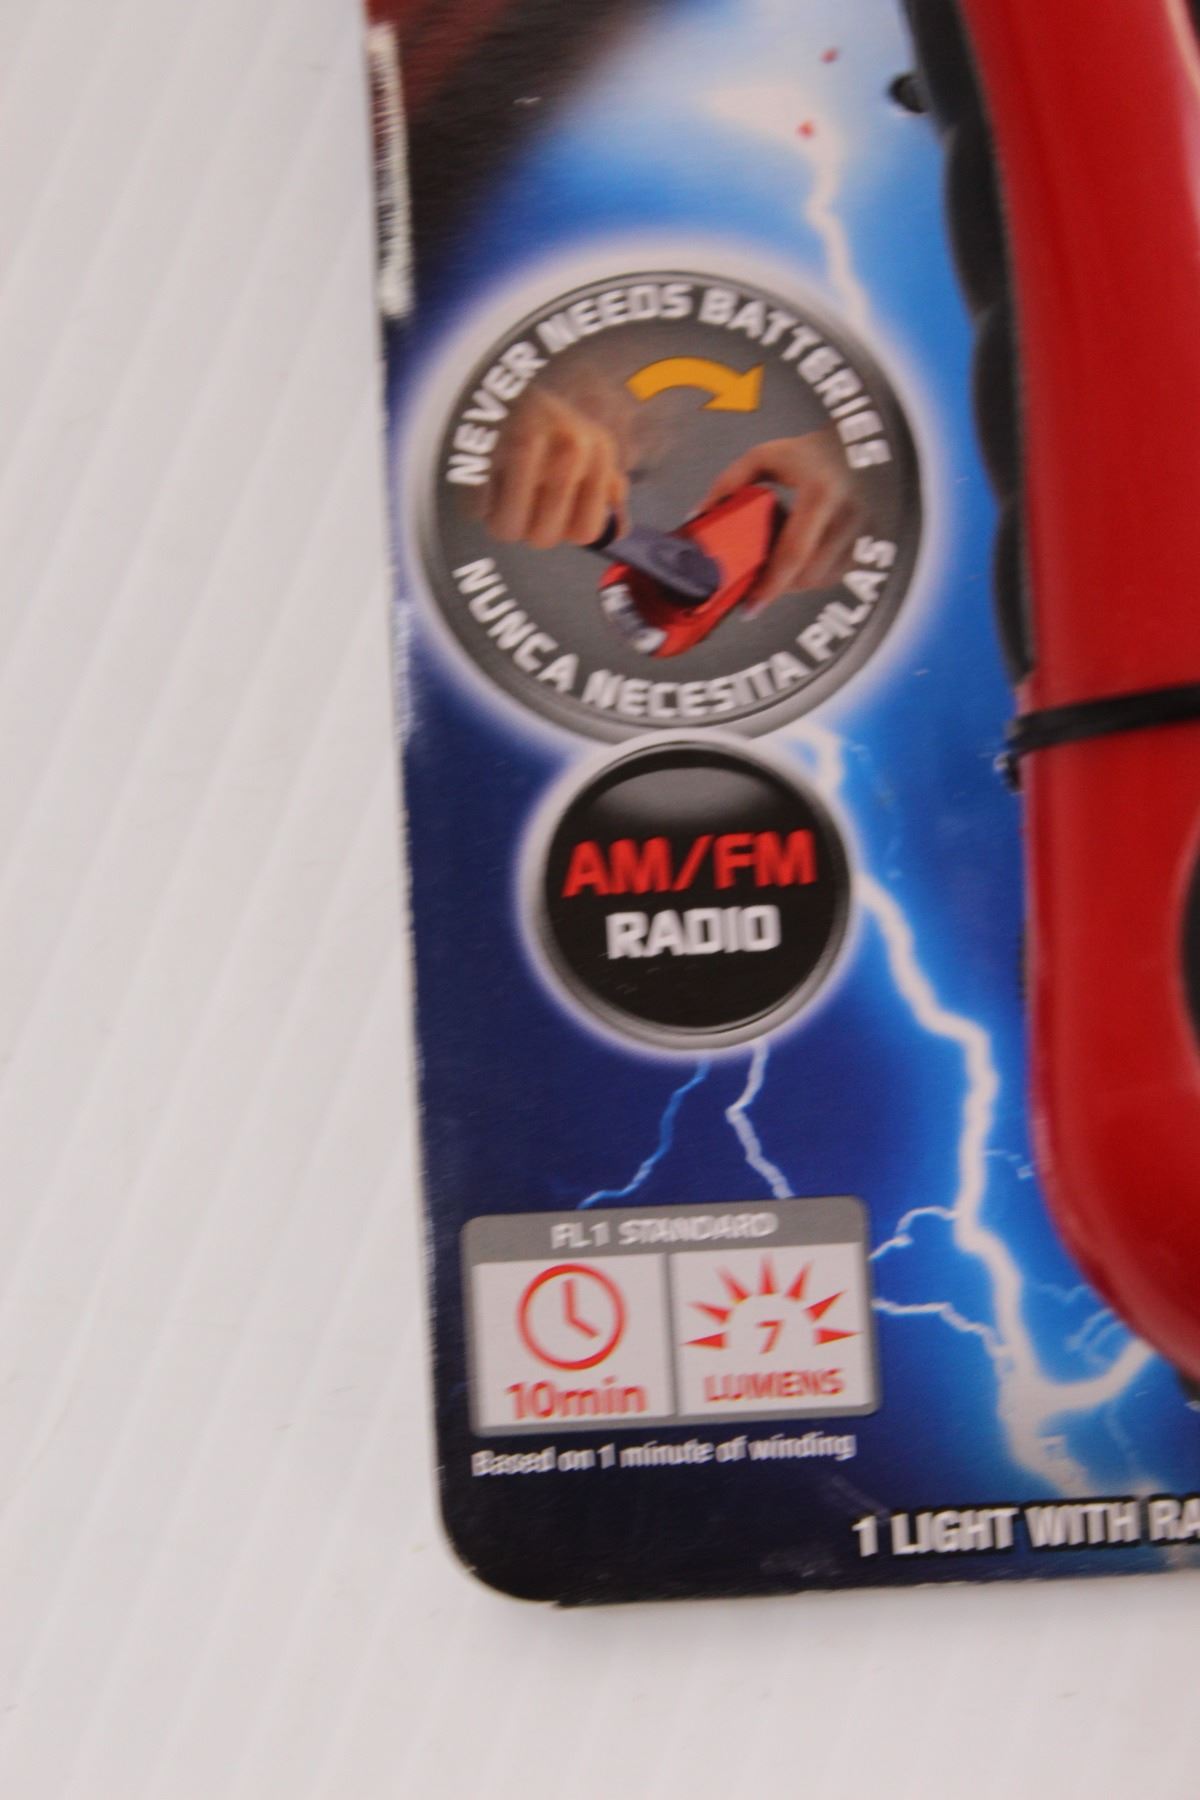 NEVER NEEDS BATTERIES
NUNCA NECESITA PILAS
AM/FM
RADIO
FL1 STANDARD
10min
7
LUMENS
Based on 1 minute of winding
1 LIGHT WITH RA